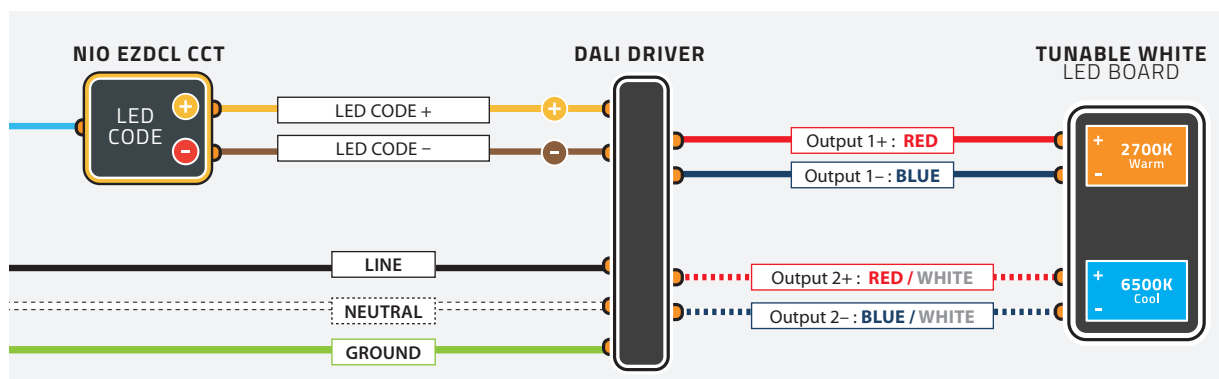 NIO EZDCL CCT
LED
CODE
+
-
LED CODE +
LED CODE –
+
-
LINE
NEUTRAL
GROUND
DALI DRIVER
Output 1+ : RED
Output 1– : BLUE
Output 2+ : RED / WHITE
Output 2– : BLUE / WHITE
TUNABLE WHITE
LED BOARD
+
2700K
Warm
-
+
6500K
Cool
-